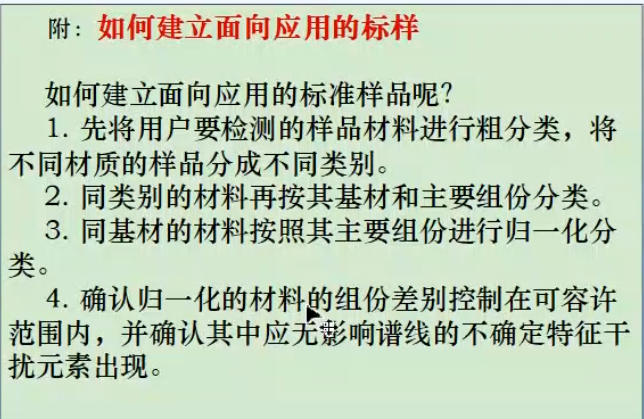 附：如何建立面向应用的标样
如何建立面向应用的标准样品呢？
1. 先将用户要检测的样品材料进行粗分类，将
不同材质的样品分成不同类别。
2. 同类别的材料再按其基材和主要组份分类。
3. 同基材的材料按照其主要组份进行归一化分
类。
4. 确认归一化的材料的组份差别控制在可容许
范围内，并确认其中应无影响谱线的不确定特征干
扰元素出现。